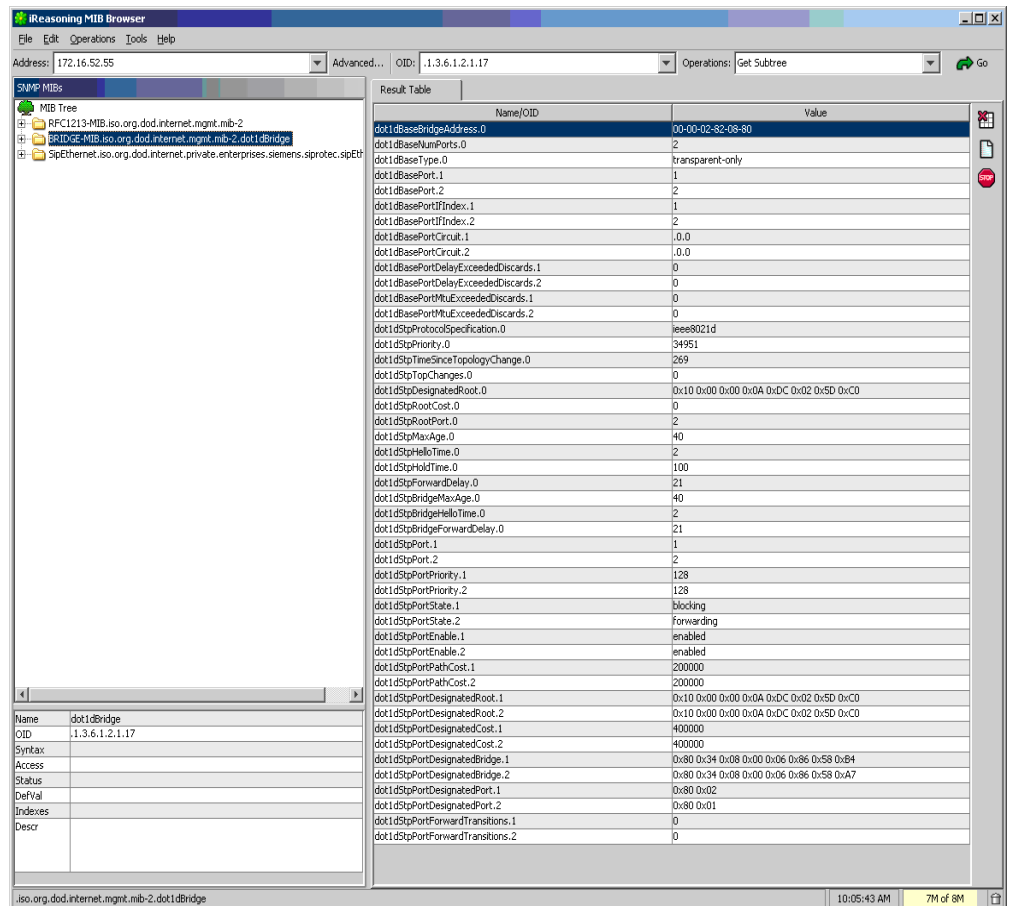 iReasoning MIB Browser
File Edit Operations Tools Help
Address: 172.16.52.55 Advanced... OID: .1.3.6.1.2.1.17 Operations: Get Subtree Go
SNMP MIBs
MIB Tree
RFC1213-MIB.iso.org.dod.internet.mgmt.mib-2
BRIDGE-MIB.iso.org.dod.internet.mgmt.mib-2.dot1dBridge
SipEthernet.iso.org.dod.internet.private.enterprises.siemens.siprotec.sipEth
Name dot1dBridge
OID .1.3.6.1.2.1.17
Syntax
Access
Status
DefVal
Indexes
Descr
Result Table
Name/OID Value
dot1dBaseBridgeAddress.0 00-00-02-82-08-80
dot1dBaseNumPorts.0 2
dot1dBaseType.0 transparent-only
dot1dBasePort.1 1
dot1dBasePort.2 2
dot1dBasePortIfIndex.1 1
dot1dBasePortIfIndex.2 2
dot1dBasePortCircuit.1 .0.0
dot1dBasePortCircuit.2 .0.0
dot1dBasePortDelayExceededDiscards.1 0
dot1dBasePortDelayExceededDiscards.2 0
dot1dBasePortMtuExceededDiscards.1 0
dot1dBasePortMtuExceededDiscards.2 0
dot1dStpProtocolSpecification.0 ieee8021d
dot1dStpPriority.0 34951
dot1dStpTimeSinceTopologyChange.0 269
dot1dStpTopChanges.0 0
dot1dStpDesignatedRoot.0 0x10 0x00 0x00 0x0A 0xDC 0x02 0x5D 0xC0
dot1dStpRootCost.0 0
dot1dStpRootPort.0 2
dot1dStpMaxAge.0 40
dot1dStpHelloTime.0 2
dot1dStpHoldTime.0 100
dot1dStpForwardDelay.0 21
dot1dStpBridgeMaxAge.0 40
dot1dStpBridgeHelloTime.0 2
dot1dStpBridgeForwardDelay.0 21
dot1dStpPort.1 1
dot1dStpPort.2 2
dot1dStpPortPriority.1 128
dot1dStpPortPriority.2 128
dot1dStpPortState.1 blocking
dot1dStpPortState.2 forwarding
dot1dStpPortEnable.1 enabled
dot1dStpPortEnable.2 enabled
dot1dStpPortPathCost.1 200000
dot1dStpPortPathCost.2 200000
dot1dStpPortDesignatedRoot.1 0x10 0x00 0x00 0x0A 0xDC 0x02 0x5D 0xC0
dot1dStpPortDesignatedRoot.2 0x10 0x00 0x00 0x0A 0xDC 0x02 0x5D 0xC0
dot1dStpPortDesignatedCost.1 400000
dot1dStpPortDesignatedCost.2 400000
dot1dStpPortDesignatedBridge.1 0x80 0x34 0x08 0x00 0x06 0x86 0x58 0xB4
dot1dStpPortDesignatedBridge.2 0x80 0x34 0x08 0x00 0x06 0x86 0x58 0xA7
dot1dStpPortDesignatedPort.1 0x80 0x02
dot1dStpPortDesignatedPort.2 0x80 0x01
dot1dStpPortForwardTransitions.1 0
dot1dStpPortForwardTransitions.2 0
STOP
.iso.org.dod.internet.mgmt.mib-2.dot1dBridge 10:05:43 AM 7M of 8M